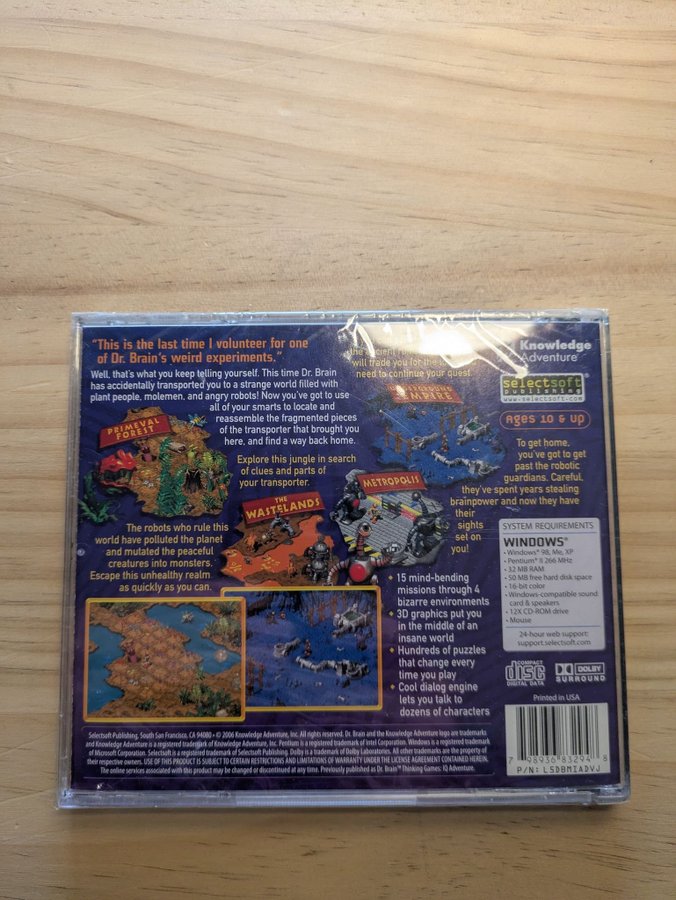 "This is the last time I volunteer for one
of Dr. Brain's weird experiments."
Well, that's what you keep telling yourself. This time Dr. Brain
has accidentally transported you to a strange world filled with
plant people, molemen, and angry robots! Now you've got to use
all of your smarts to locate and
reassemble the fragmented pieces
of the transporter that brought you
here, and find a way back home.
PRIMEVAL
FOREST
Explore this jungle in search
of clues and parts of
your transporter.
THE
WASTELANDS
The robots who rule this
world have polluted the planet
and mutated the peaceful
creatures into monsters.
Escape this unhealthy realm
as quickly as you can.
will trade you for the
need to continue your quest.
UNDERGROUND
EMPIRE
METROPOLIS
To get home,
you've got to get
past the robotic
guardians. Careful,
they've spent years stealing
brainpower and now they have
their
sights
set on
you!
• 15 mind-bending
missions through 4
bizarre environments
• 3D graphics put you
in the middle of an
insane world
• Hundreds of puzzles
that change every
time you play
• Cool dialog engine
lets you talk to
dozens of characters
Knowledge
Adventure
selectsoft
publishing
www.selectsoft.com
Ages 10 & up
SYSTEM REQUIREMENTS
WINDOWS®
• Windows® 98, Me, XP
• Pentium® II 266 MHz
• 32 MB RAM
• 50 MB free hard disk space
• 16-bit color
• Windows-compatible sound
card & speakers
• 12X CD-ROM drive
• Mouse
24-hour web support:
support.selectsoft.com
COMPACT
disc
DIGITAL DATA
DOLBY
SURROUND
Printed in USA
7 98936 83294 8
P/N: LSDBMIADVJ
Selectsoft Publishing, South San Francisco, CA 94080 • © 2006 Knowledge Adventure, Inc. All rights reserved. Dr. Brain and the Knowledge Adventure logo are trademarks
and Knowledge Adventure is a registered trademark of Knowledge Adventure, Inc. Pentium is a registered trademark of Intel Corporation. Windows is a registered trademark
of Microsoft Corporation. Selectsoft is a registered trademark of Selectsoft Publishing. Dolby is a trademark of Dolby Laboratories. All other trademarks are the property of
their respective owners. USE OF THIS PRODUCT IS SUBJECT TO CERTAIN RESTRICTIONS AND LIMITATIONS OF WARRANTY UNDER THE LICENSE AGREEMENT CONTAINED HEREIN.
The online services associated with this product may be changed or discontinued at any time. Previously published as Dr. Brain™ Thinking Games: IQ Adventure.